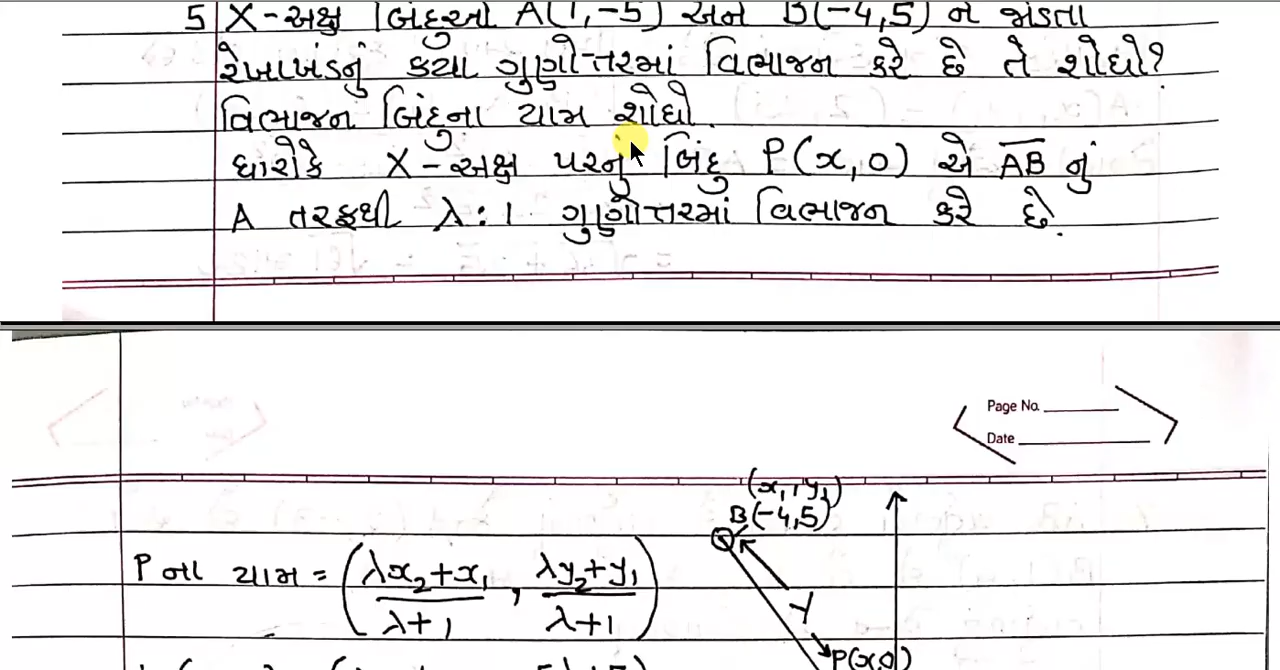 5 X-અક્ષ બિંદુઓ A(1,-5) અને B(-4,5) ને જોડતા
રેખાખંડનું કયા ગુણોત્તરમાં વિભાજન કરે છે તે શોધો?
વિભાજન બિંદુના યામ શોધો.
ધારોકે X-અક્ષ પરનું બિંદુ P(x,0) એ A̅B̅ નું
A તરફથી λ:1 ગુણોત્તરમાં વિભાજન કરે છે.
Page No.
Date
(x₁,y₁)
B(-4,5)
P ના યામ = (λx₂+x₁/λ+1, λy₂+y₁/λ+1)
P(x,0)